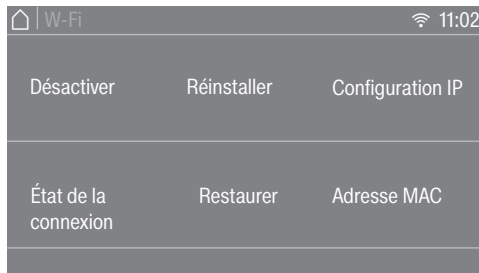 W-Fi
11:02
Désactiver
Réinstaller
Configuration IP
État de la
connexion
Restaurer
Adresse MAC